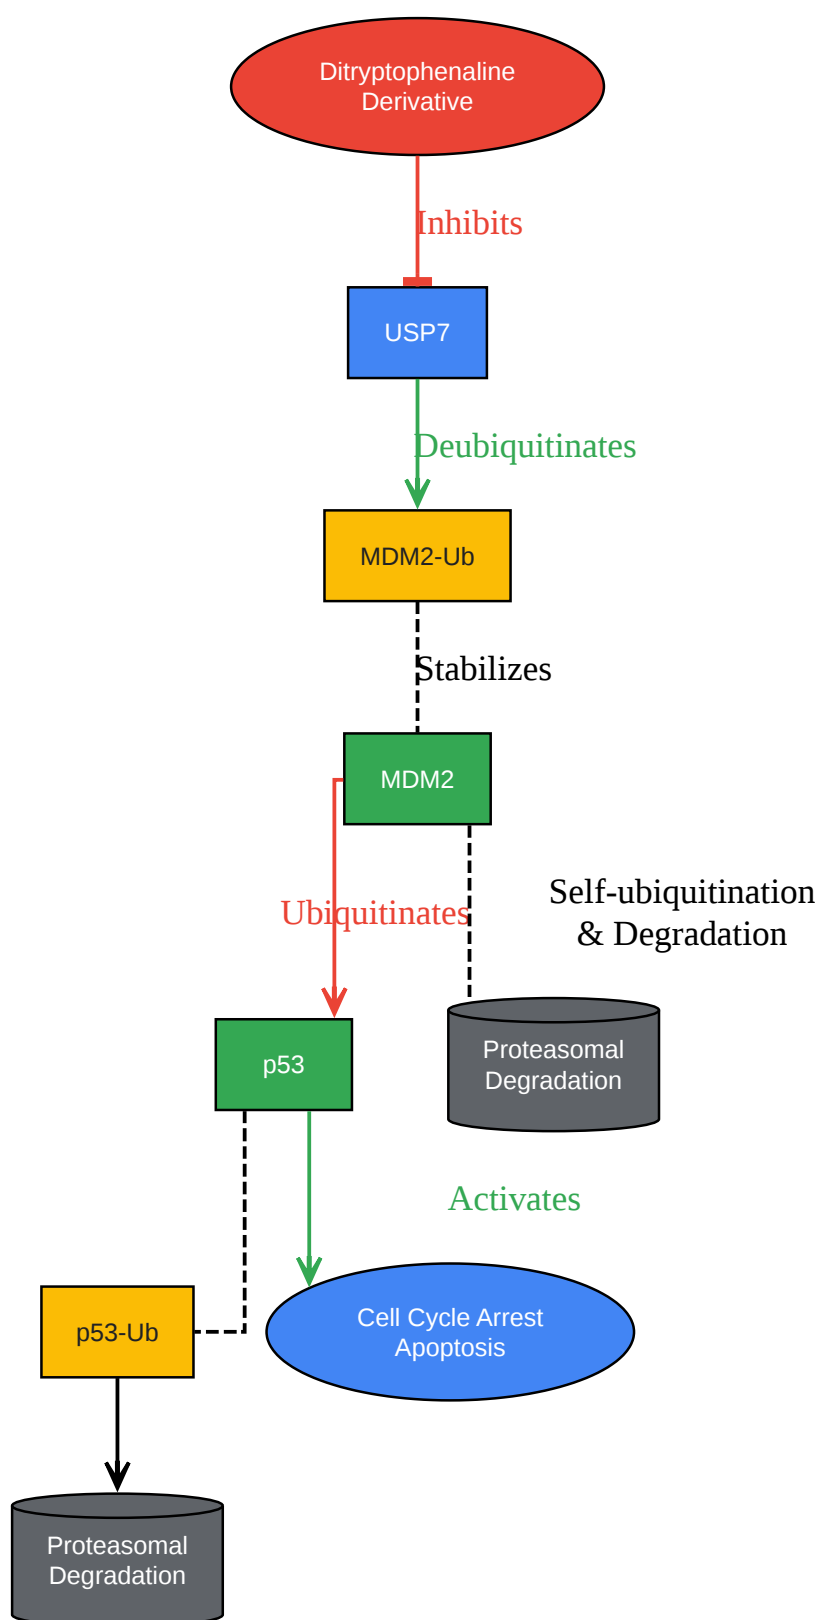 Ditryptophenaline
Derivative
Inhibits
USP7
Deubiquitinates
MDM2-Ub
Stabilizes
MDM2
Ubiquitinates
Self-ubiquitination
& Degradation
p53
Proteasomal
Degradation
Activates
p53-Ub
Cell Cycle Arrest
Apoptosis
Proteasomal
Degradation